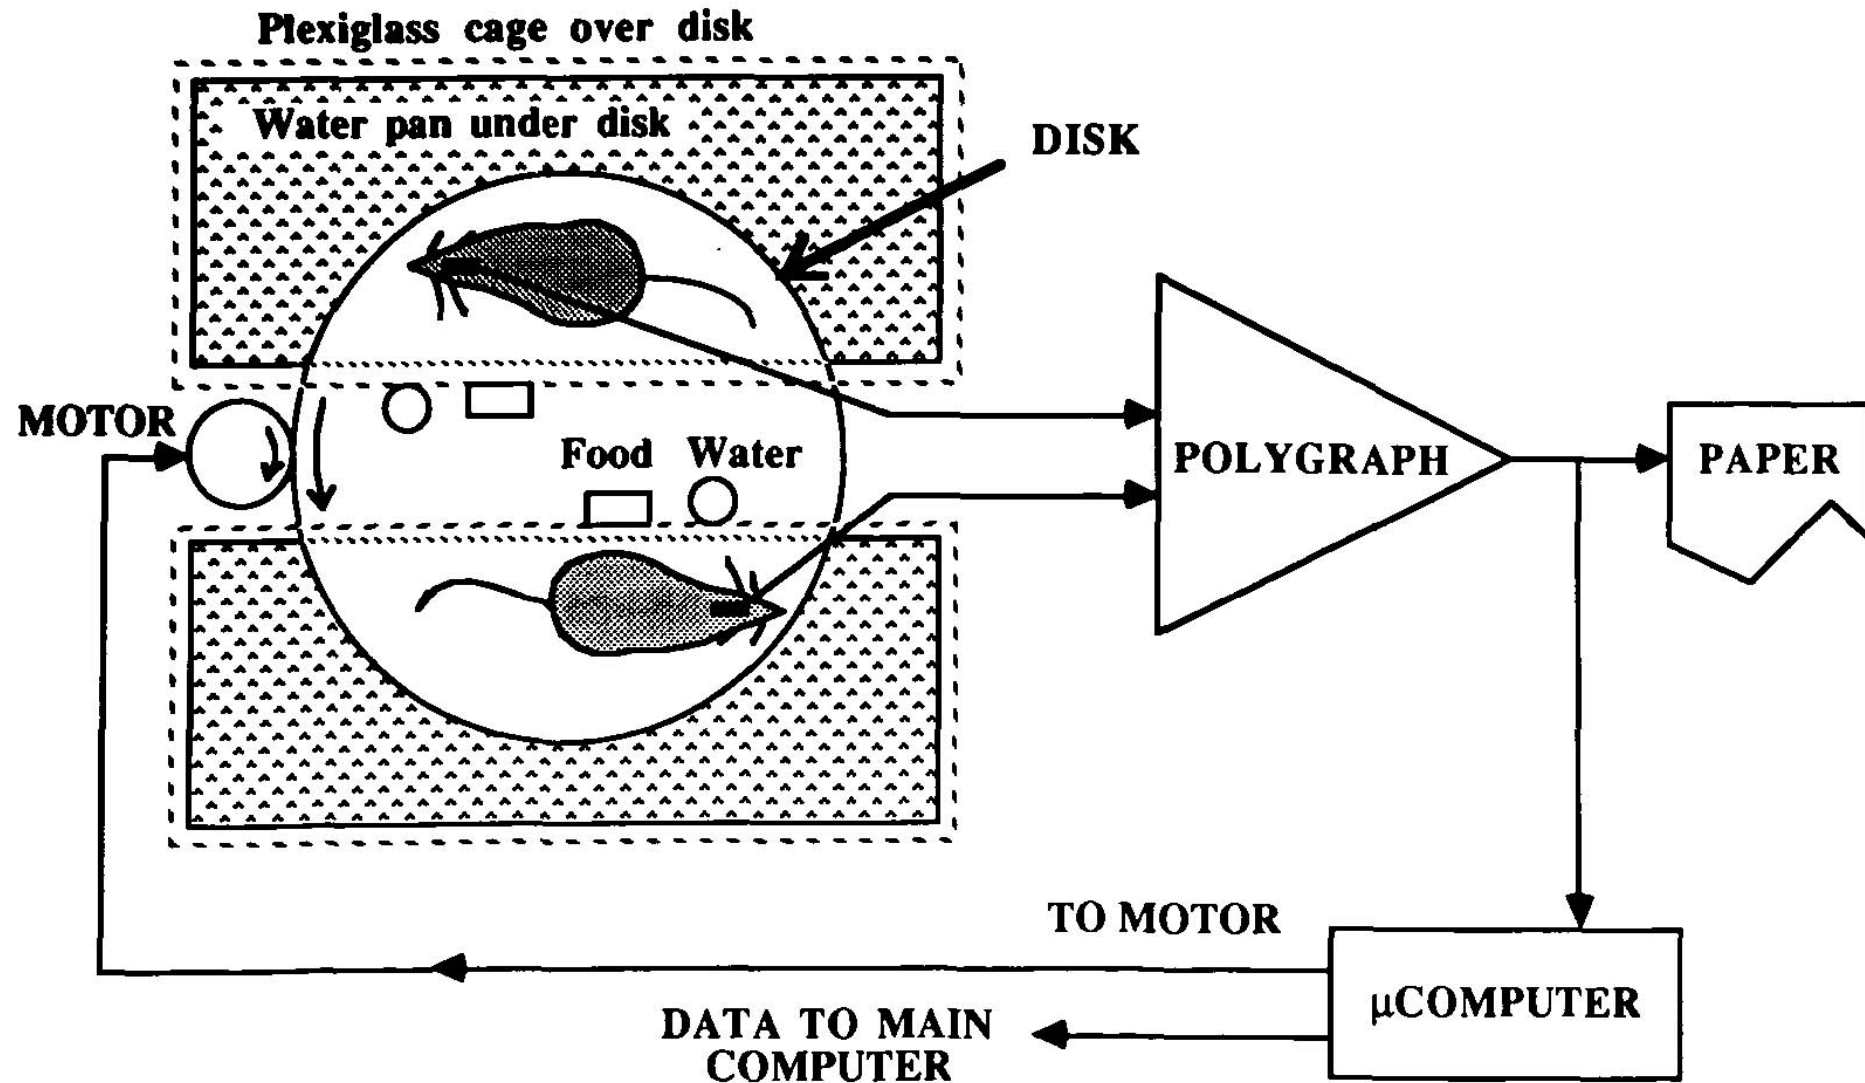 Plexiglass cage over disk
Water pan under disk
DISK
MOTOR
Food Water
POLYGRAPH
PAPER
TO MOTOR
µCOMPUTER
DATA TO MAIN
COMPUTER